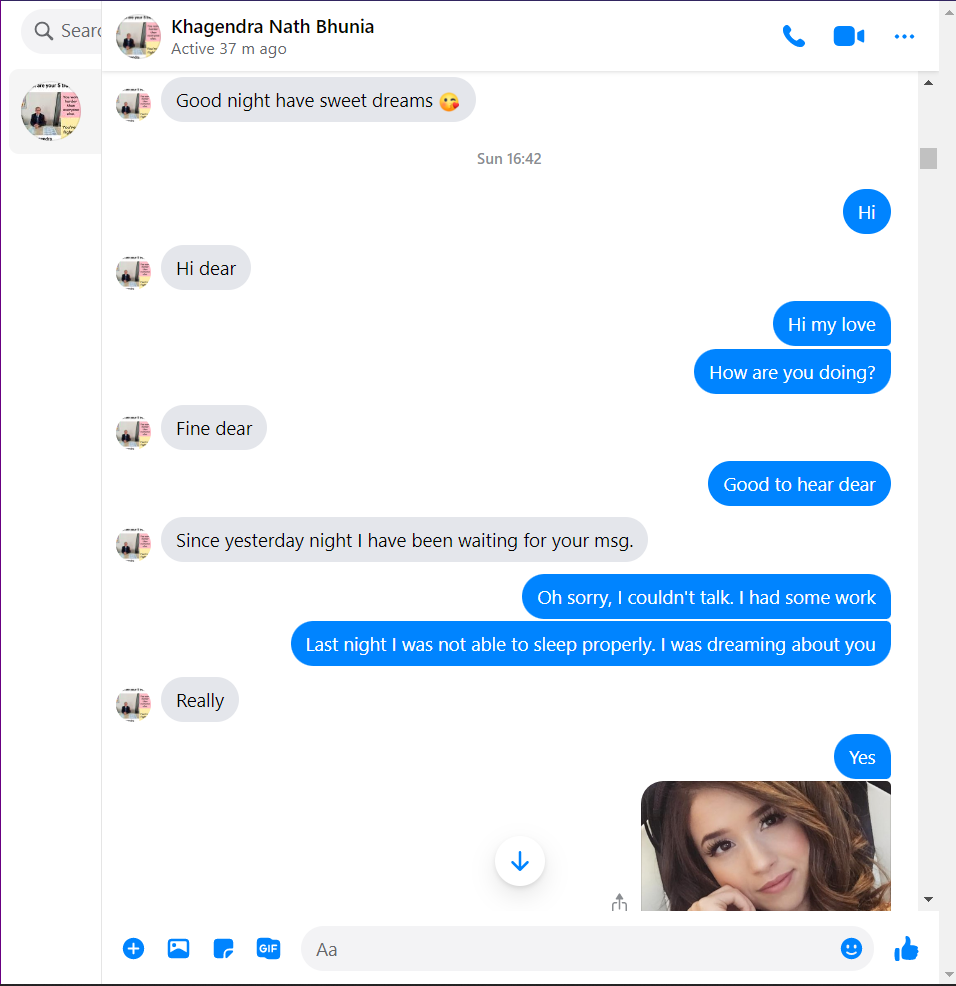 Searc
Khagendra Nath Bhunia
Active 37 m ago
Good night have sweet dreams 😘
Sun 16:42
Hi
Hi dear
Hi my love
How are you doing?
Fine dear
Good to hear dear
Since yesterday night I have been waiting for your msg.
Oh sorry, I couldn't talk. I had some work
Last night I was not able to sleep properly. I was dreaming about you
Really
Yes
GIF
Aa